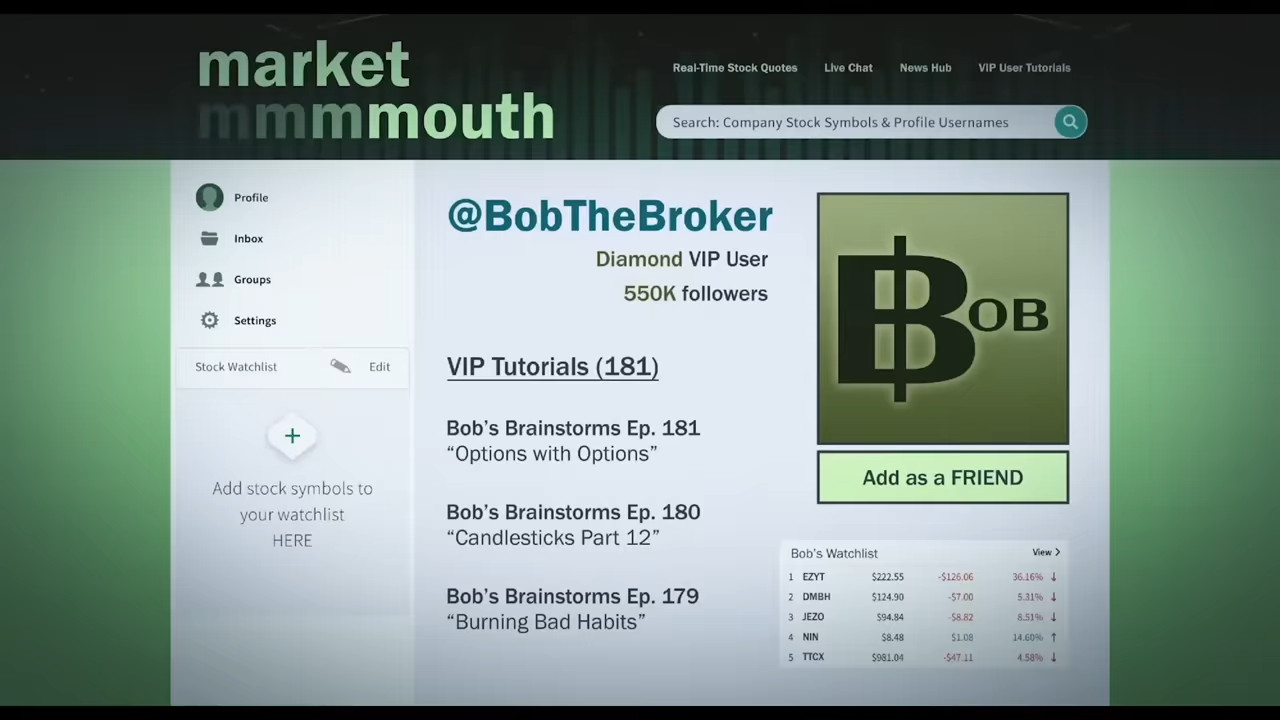 market
mmmmouth
Real-Time Stock Quotes Live Chat News Hub VIP User Tutorials
Search: Company Stock Symbols & Profile Usernames
Profile
Inbox
Groups
Settings
Stock Watchlist Edit
Add stock symbols to
your watchlist
HERE
@BobTheBroker
Diamond VIP User
550K followers
VIP Tutorials (181)
Bob's Brainstorms Ep. 181
“Options with Options”
Bob's Brainstorms Ep. 180
“Candlesticks Part 12”
Bob's Brainstorms Ep. 179
“Burning Bad Habits”
BOB
Add as a FRIEND
Bob's Watchlist View >
1 EZYT $222.55 -$126.06 36.16% ↓
2 DMBH $124.90 -$7.00 5.31% ↓
3 JEZO $94.84 -$8.82 8.51% ↓
4 NIN $8.48 $1.08 14.60% ↑
5 TTCX $981.04 -$47.11 4.58% ↓